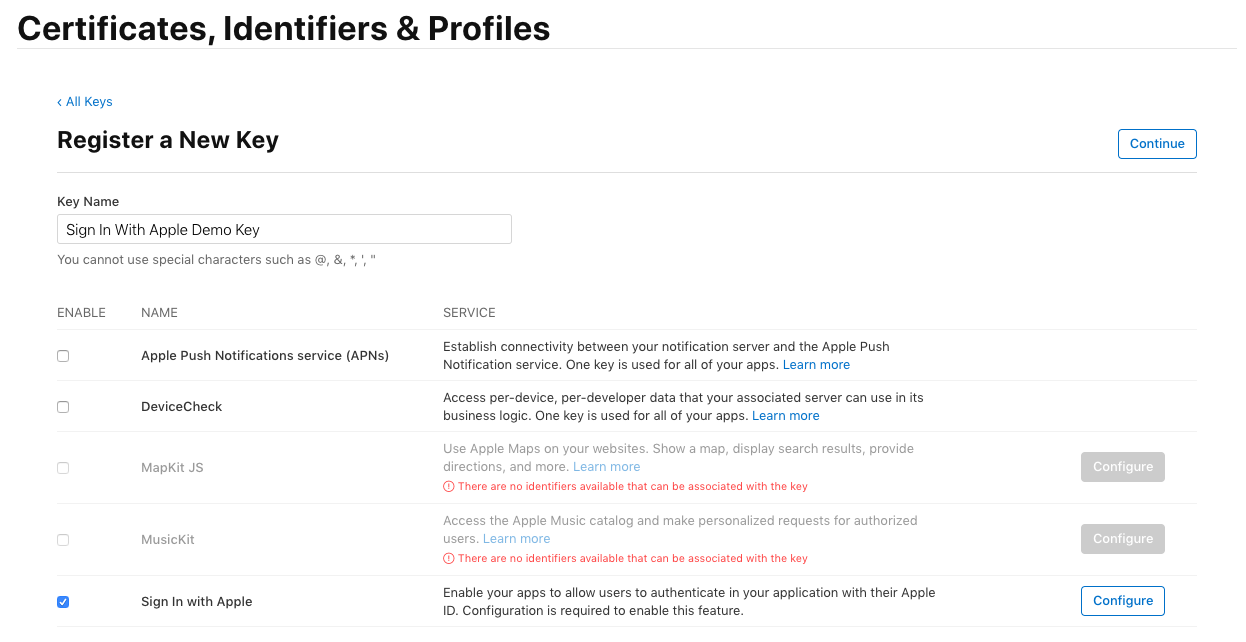 Certificates, Identifiers & Profiles
‹ All Keys
Register a New Key
Continue
Key Name
Sign In With Apple Demo Key
You cannot use special characters such as @, &, *, ', "
ENABLE NAME SERVICE
Apple Push Notifications service (APNs)
Establish connectivity between your notification server and the Apple Push
Notification service. One key is used for all of your apps. Learn more
DeviceCheck
Access per-device, per-developer data that your associated server can use in its
business logic. One key is used for all of your apps. Learn more
MapKit JS
Use Apple Maps on your websites. Show a map, display search results, provide
directions, and more. Learn more
There are no identifiers available that can be associated with the key
Configure
MusicKit
Access the Apple Music catalog and make personalized requests for authorized
users. Learn more
There are no identifiers available that can be associated with the key
Configure
Sign In with Apple
Enable your apps to allow users to authenticate in your application with their Apple
ID. Configuration is required to enable this feature.
Configure